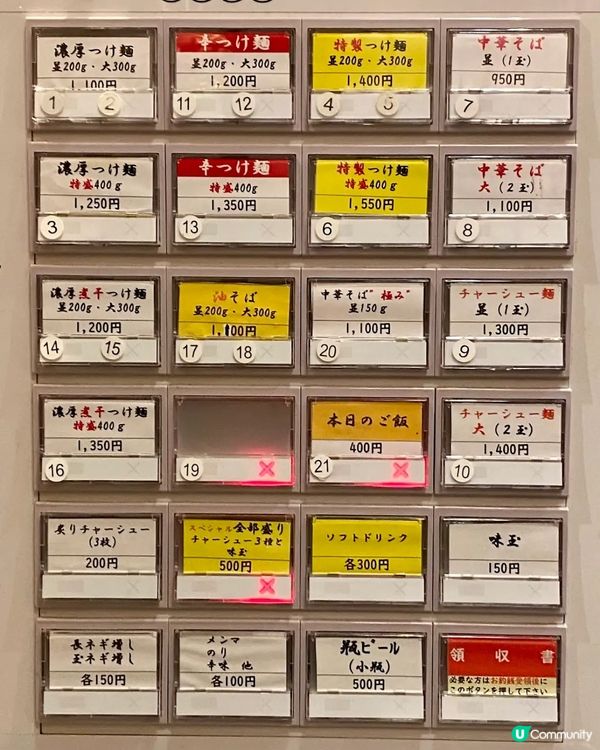 濃厚つけ麺
並200g・大300g
1,100円
1 2
辛つけ麺
並200g・大300g
1,200円
11 12
特製つけ麺
並200g・大300g
1,400円
4 5
中華そば
並(1玉)
950円
7
濃厚つけ麺
特盛400g
1,250円
3
辛つけ麺
特盛400g
1,350円
13
特製つけ麺
特盛400g
1,550円
6
中華そば
大(2玉)
1,100円
8
濃厚煮干つけ麺
並200g・大300g
1,200円
14 15
油そば
並200g・大300g
1,100円
17 18
中華そば"極み"
並150g
1,100円
20
チャーシュー麺
並(1玉)
1,300円
9
濃厚煮干つけ麺
特盛400g
1,350円
16
19
本日のご飯
400円
21
チャーシュー麺
大(2玉)
1,400円
10
炙りチャーシュー
(3枚)
200円
スペシャル全部盛り
チャーシュー3種と
味玉
500円
ソフトドリンク
各300円
味玉
150円
長ネギ増し
玉ネギ増し
各150円
メンマ
のり
辛味 他
各100円
瓶ビール
(小瓶)
500円
領収書
必要な方はお釣銭受領後に
このボタンを押して下さい
U Community